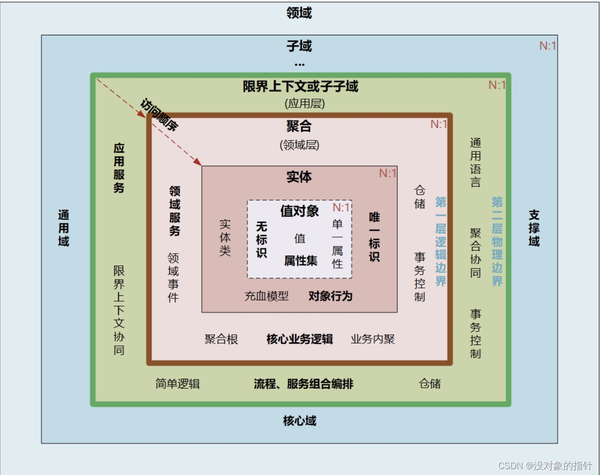 领域
子域
N:1
...
限界上下文或子子域
N:1
(应用层)
访问顺序
聚合
N:1
(领域层)
实体
N:1
值对象
N:1
无标识
值
单一属性
属性集
实体类
唯一标识
充血模型
对象行为
领域服务
领域事件
仓储
事务控制
第一层逻辑边界
聚合根
核心业务逻辑
业务内聚
应用服务
限界上下文协同
通用语言
聚合协同
事务控制
第二层物理边界
简单逻辑
流程、服务组合编排
仓储
通用域
支撑域
核心域
CSDN @没对象的指针